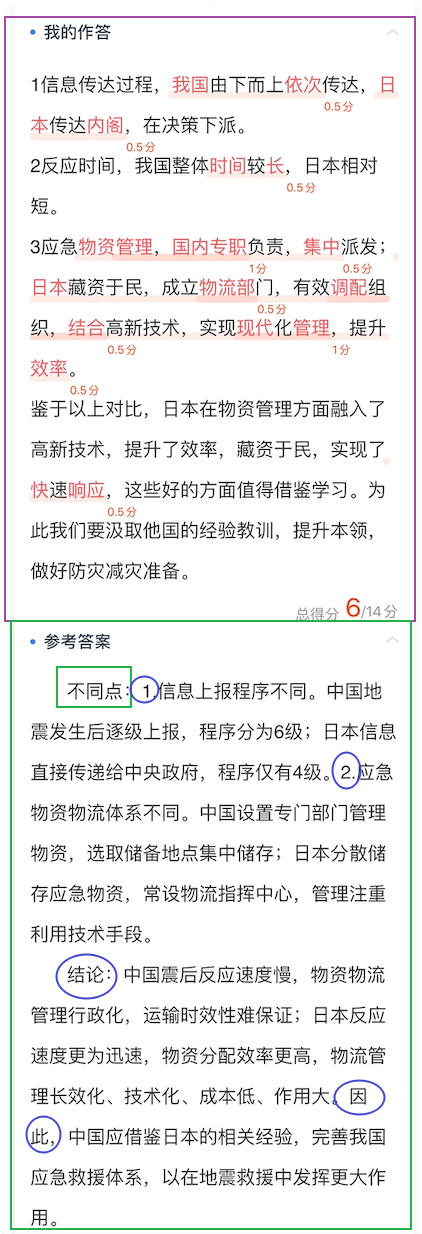 我的作答
1信息传达过程，我国由下而上依次传达，日
0.5分
本传达内阁，在决策下派。
0.5分
2反应时间，我国整体时间较长，日本相对
0.5分
短。
3应急物资管理，国内专职负责，集中派发；
1分
0.5分
日本藏资于民，成立物流部门，有效调配组
0.5分
织，结合高新技术，实现现代化管理，提升
0.5分
1分
效率。
0.5分
鉴于以上对比，日本在物资管理方面融入了
高新技术，提升了效率，藏资于民，实现了
快速响应，这些好的方面值得借鉴学习。为
0.5分
此我们要汲取他国的经验教训，提升本领，
做好防灾减灾准备。
总得分 6/14分
参考答案
不同点：1.信息上报程序不同。中国地
震发生后逐级上报，程序分为6级；日本信息
直接传递给中央政府，程序仅有4级。2.应急
物资物流体系不同。中国设置专门部门管理
物资，选取储备地点集中储存；日本分散储
存应急物资，常设物流指挥中心，管理注重
利用技术手段。
结论：中国震后反应速度慢，物资物流
管理行政化，运输时效性难保证；日本反应
速度更为迅速，物资分配效率更高，物流管
理长效化、技术化、成本低、作用大。因
此，中国应借鉴日本的相关经验，完善我国
应急救援体系，以在地震救援中发挥更大作
用。